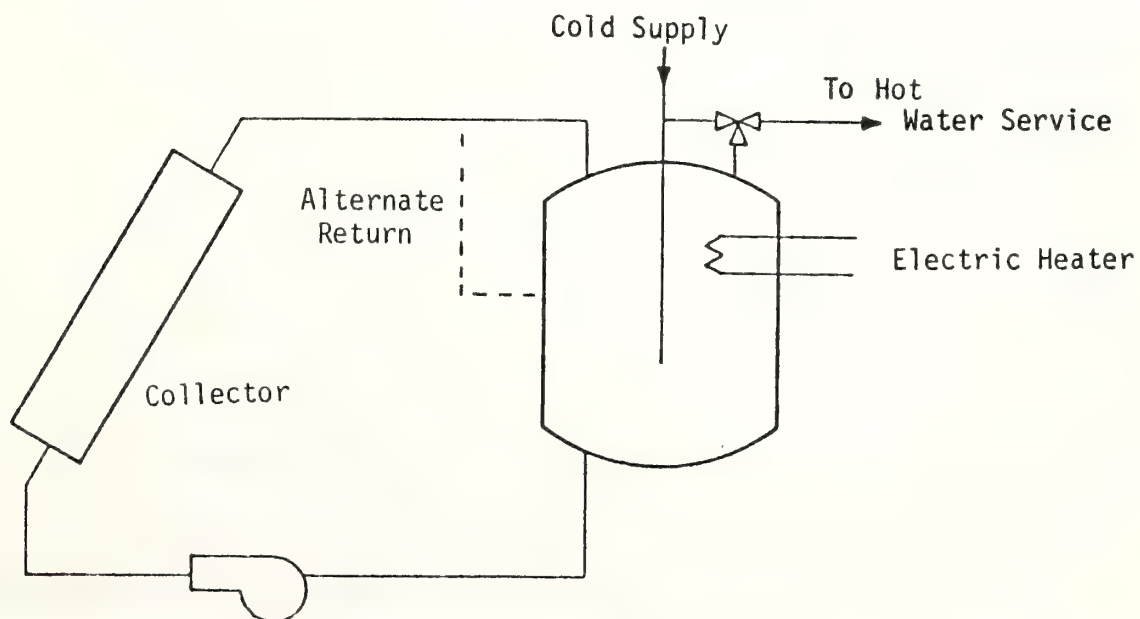 Cold Supply
To Hot
Water Service
Alternate
Return
Electric Heater
Collector